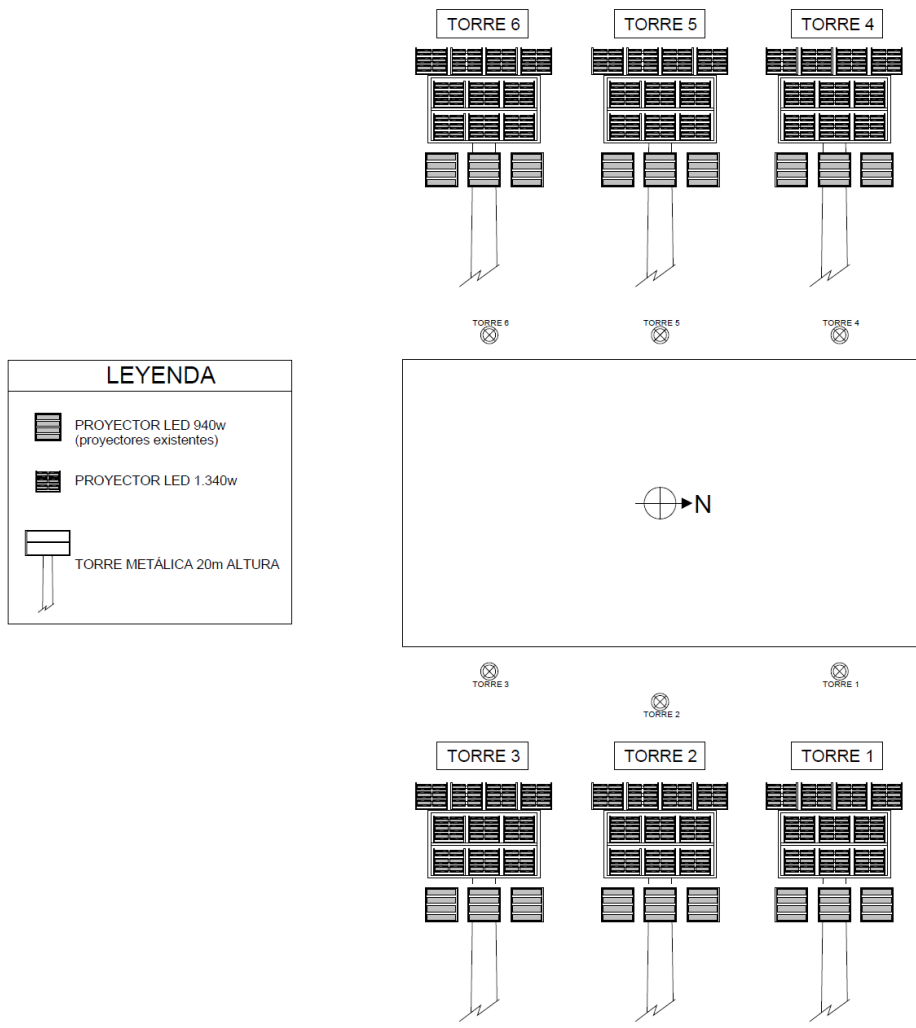 TORRE 6
TORRE 5
TORRE 4
TORRE 6
TORRE 5
TORRE 4
LEYENDA
PROYECTOR LED 940w
(proyectores existentes)
PROYECTOR LED 1.340w
TORRE METÁLICA 20m ALTURA
N
TORRE 3
TORRE 1
TORRE 2
TORRE 3
TORRE 2
TORRE 1